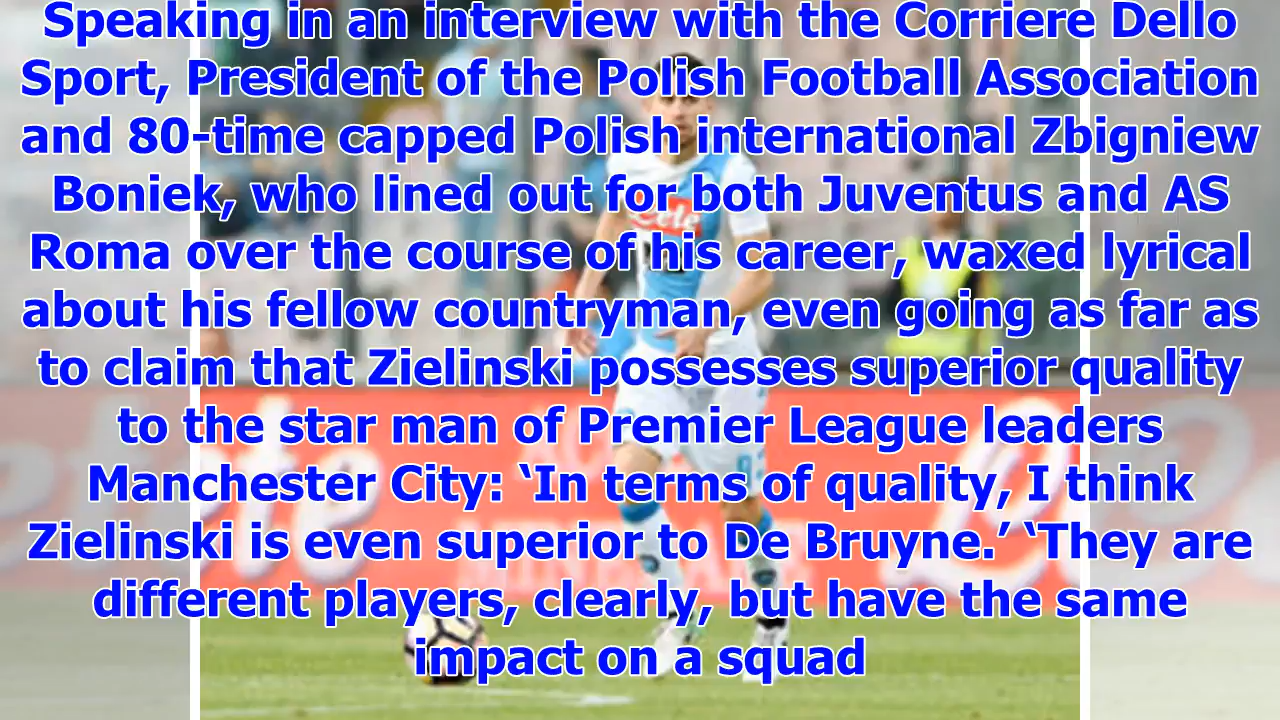 Speaking in an interview with the Corriere Dello
Sport, President of the Polish Football Association
and 80-time capped Polish international Zbigniew
Boniek, who lined out for both Juventus and AS
Roma over the course of his career, waxed lyrical
about his fellow countryman, even going as far as
to claim that Zielinski possesses superior quality
to the star man of Premier League leaders
Manchester City: ‘In terms of quality, I think
Zielinski is even superior to De Bruyne.’ ‘They are
different players, clearly, but have the same
impact on a squad